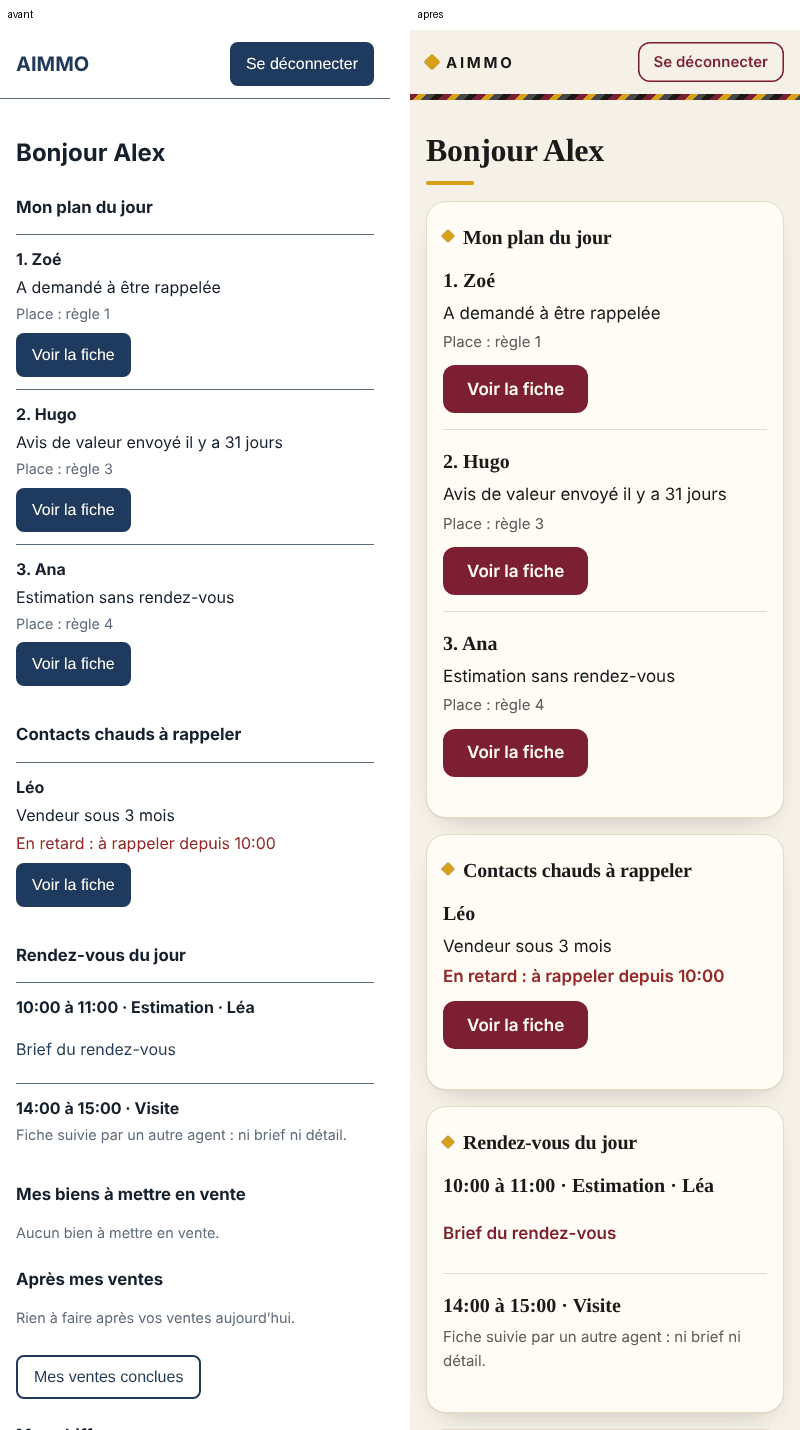 avant
AIMMO
Se déconnecter
Bonjour Alex
Mon plan du jour
1. Zoé
A demandé à être rappelée
Place : règle 1
Voir la fiche
2. Hugo
Avis de valeur envoyé il y a 31 jours
Place : règle 3
Voir la fiche
3. Ana
Estimation sans rendez-vous
Place : règle 4
Voir la fiche
Contacts chauds à rappeler
Léo
Vendeur sous 3 mois
En retard : à rappeler depuis 10:00
Voir la fiche
Rendez-vous du jour
10:00 à 11:00 · Estimation · Léa
Brief du rendez-vous
14:00 à 15:00 · Visite
Fiche suivie par un autre agent : ni brief ni détail.
Mes biens à mettre en vente
Aucun bien à mettre en vente.
Après mes ventes
Rien à faire après vos ventes aujourd’hui.
Mes ventes conclues
apres
AIMMO
Se déconnecter
Bonjour Alex
Mon plan du jour
1. Zoé
A demandé à être rappelée
Place : règle 1
Voir la fiche
2. Hugo
Avis de valeur envoyé il y a 31 jours
Place : règle 3
Voir la fiche
3. Ana
Estimation sans rendez-vous
Place : règle 4
Voir la fiche
Contacts chauds à rappeler
Léo
Vendeur sous 3 mois
En retard : à rappeler depuis 10:00
Voir la fiche
Rendez-vous du jour
10:00 à 11:00 · Estimation · Léa
Brief du rendez-vous
14:00 à 15:00 · Visite
Fiche suivie par un autre agent : ni brief ni
détail.